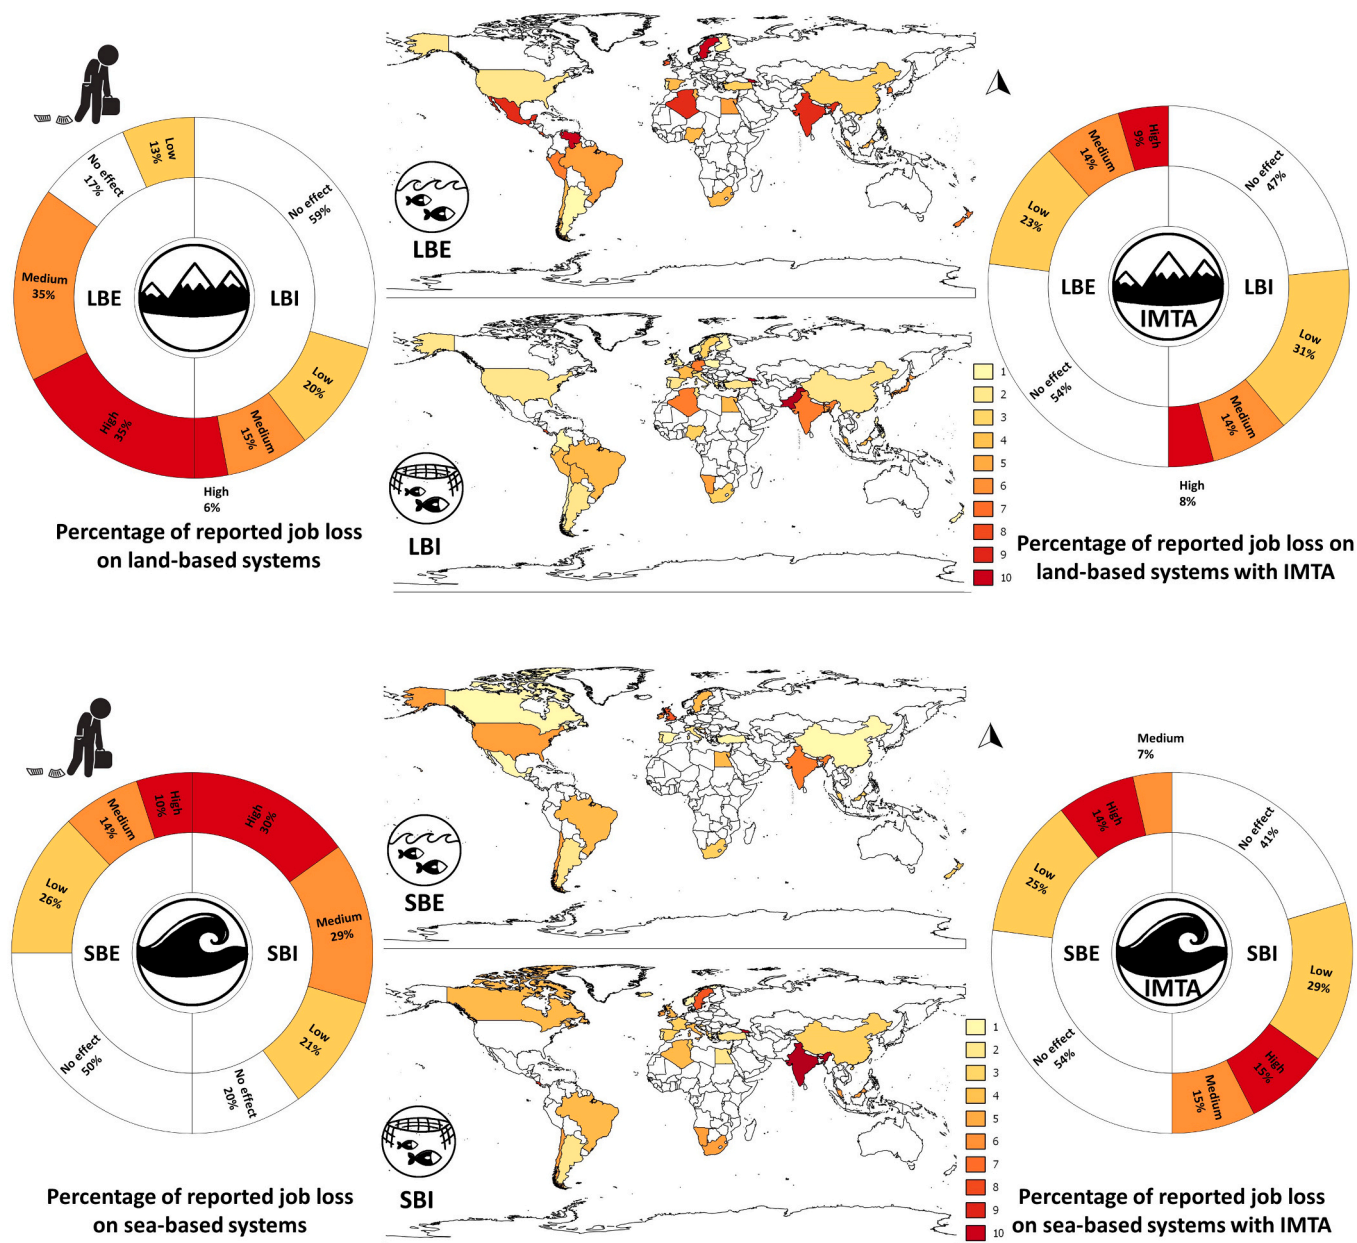 Low
13%
No effect
17%
No effect
59%
Medium
35%
LBE
LBI
Low
20%
High
35%
Medium
15%
High
6%
Percentage of reported job loss
on land-based systems
LBE
LBI
1
2
3
4
5
6
7
8
9
10
High
9%
Medium
14%
No effect
47%
Low
23%
LBE
LBI
IMTA
Low
31%
No effect
54%
Medium
14%
High
8%
Percentage of reported job loss on
land-based systems with IMTA
High
10%
High
30%
Medium
14%
Low
26%
Medium
29%
SBE
SBI
Low
21%
No effect
50%
No effect
20%
Percentage of reported job loss
on sea-based systems
SBE
SBI
1
2
3
4
5
6
7
8
9
10
Medium
7%
High
14%
No effect
41%
Low
25%
SBE
SBI
IMTA
Low
29%
No effect
54%
High
15%
Medium
15%
Percentage of reported job loss
on sea-based systems with IMTA